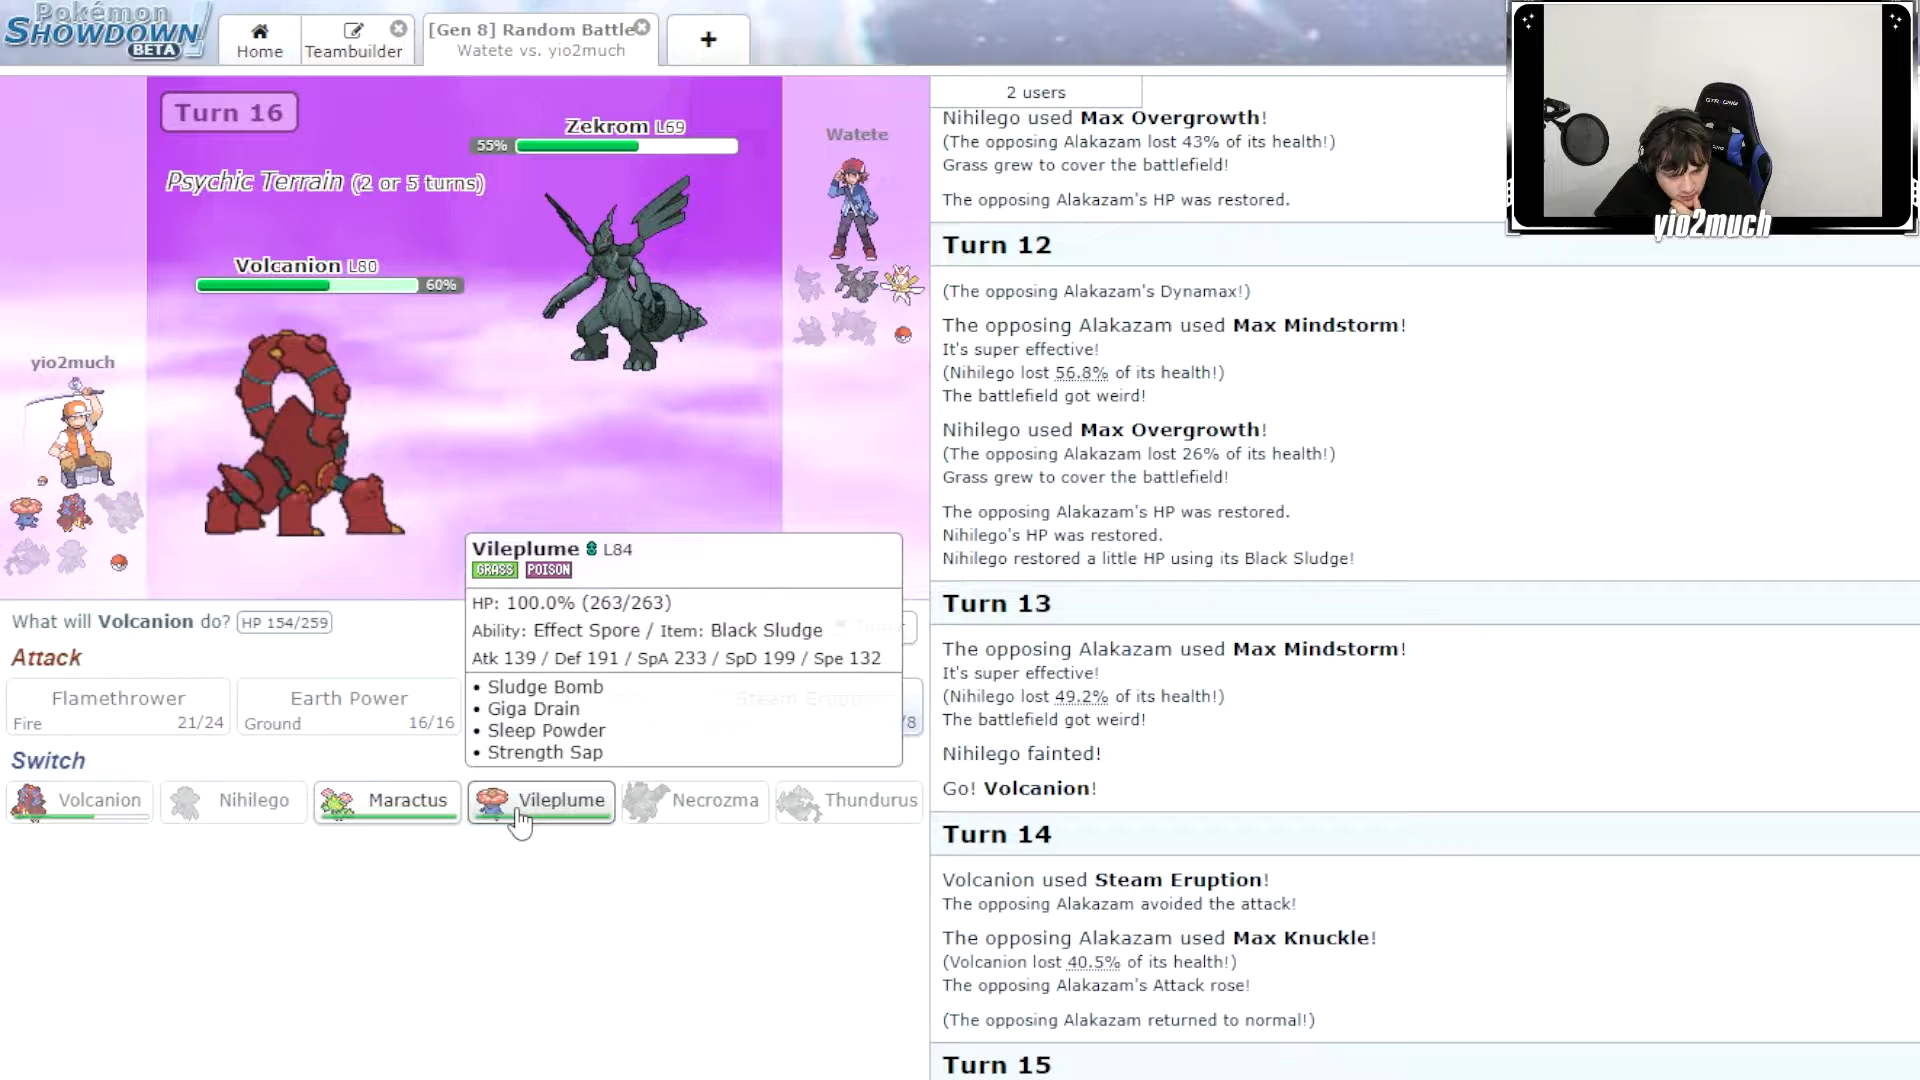 Pokémon
SHOWDOWN
BETA
Home
Teambuilder
[Gen 8] Random Battle
Watete vs. yio2much
+
Turn 16
Zekrom L69
55%
Psychic Terrain (2 or 5 turns)
Volcanion L80
60%
Watete
yio2much
What will Volcanion do? HP 154/259
Attack
Flamethrower
Fire 21/24
Earth Power
Ground 16/16
Steam Eruption
/8
Timer
Switch
Volcanion
Nihilego
Maractus
Vileplume
Necrozma
Thundurus
Vileplume L84
GRASS POISON
HP: 100.0% (263/263)
Ability: Effect Spore / Item: Black Sludge
Atk 139 / Def 191 / SpA 233 / SpD 199 / Spe 132
• Sludge Bomb
• Giga Drain
• Sleep Powder
• Strength Sap
2 users
Nihilego used Max Overgrowth!
(The opposing Alakazam lost 43% of its health!)
Grass grew to cover the battlefield!
The opposing Alakazam's HP was restored.
Turn 12
(The opposing Alakazam's Dynamax!)
The opposing Alakazam used Max Mindstorm!
It's super effective!
(Nihilego lost 56.8% of its health!)
The battlefield got weird!
Nihilego used Max Overgrowth!
(The opposing Alakazam lost 26% of its health!)
Grass grew to cover the battlefield!
The opposing Alakazam's HP was restored.
Nihilego's HP was restored.
Nihilego restored a little HP using its Black Sludge!
Turn 13
The opposing Alakazam used Max Mindstorm!
It's super effective!
(Nihilego lost 49.2% of its health!)
The battlefield got weird!
Nihilego fainted!
Go! Volcanion!
Turn 14
Volcanion used Steam Eruption!
The opposing Alakazam avoided the attack!
The opposing Alakazam used Max Knuckle!
(Volcanion lost 40.5% of its health!)
The opposing Alakazam's Attack rose!
(The opposing Alakazam returned to normal!)
Turn 15
yio2much